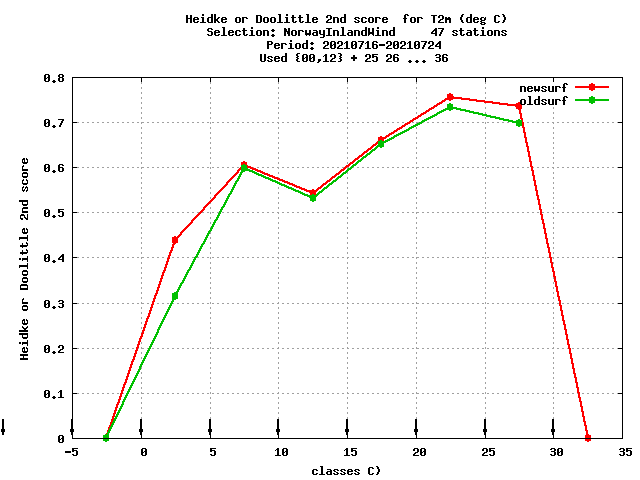 Heidke or Doolittle 2nd score  for T2m (deg C)
Selection: NorwayInlandWind     47 stations
Period: 20210716-20210724
Used {00,12} + 25 26 ... 36
newsurf
oldsurf
0.8
0.7
0.6
0.5
0.4
0.3
0.2
0.1
0
Heidke or Doolittle 2nd score
-5 0 5 10 15 20 25 30 35
classes C)